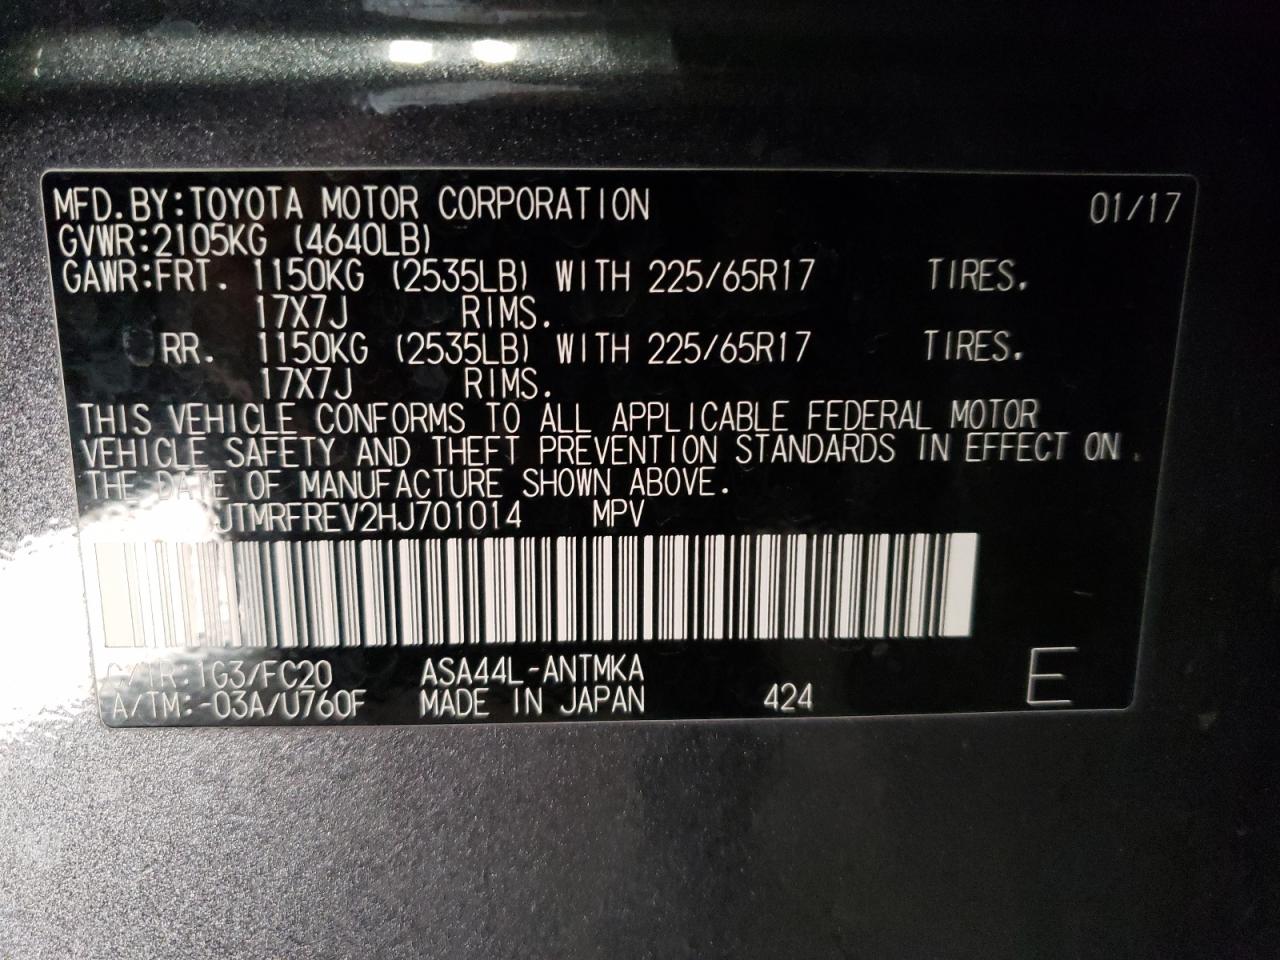 MFD.BY:TOYOTA MOTOR CORPORATION 01/17
GVWR:2105KG (4640LB)
GAWR:FRT. 1150KG (2535LB) WITH 225/65R17 TIRES.
17X7J RIMS.
RR. 1150KG (2535LB) WITH 225/65R17 TIRES.
17X7J RIMS.
THIS VEHICLE CONFORMS TO ALL APPLICABLE FEDERAL MOTOR
VEHICLE SAFETY AND THEFT PREVENTION STANDARDS IN EFFECT ON
THE DATE OF MANUFACTURE SHOWN ABOVE.
JTMRFREV2HJ701014 MPV
C/TR:1G3/FC20 ASA44L-ANTMKA
A/TM:-03A/U760F MADE IN JAPAN 424 E